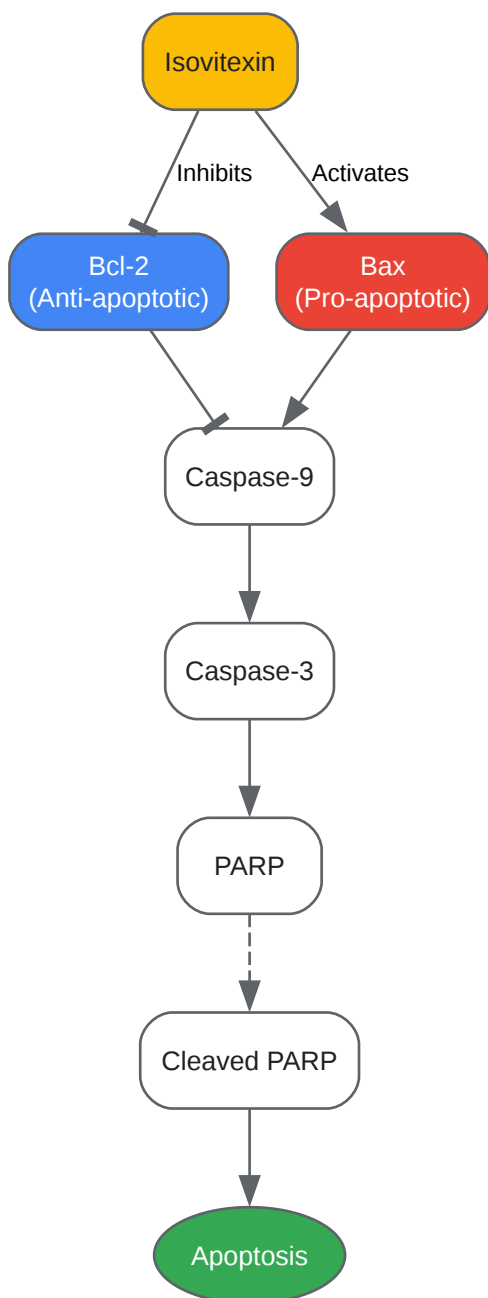 Isovitexin
Inhibits
Activates
Bcl-2
(Anti-apoptotic)
Bax
(Pro-apoptotic)
Caspase-9
Caspase-3
PARP
Cleaved PARP
Apoptosis